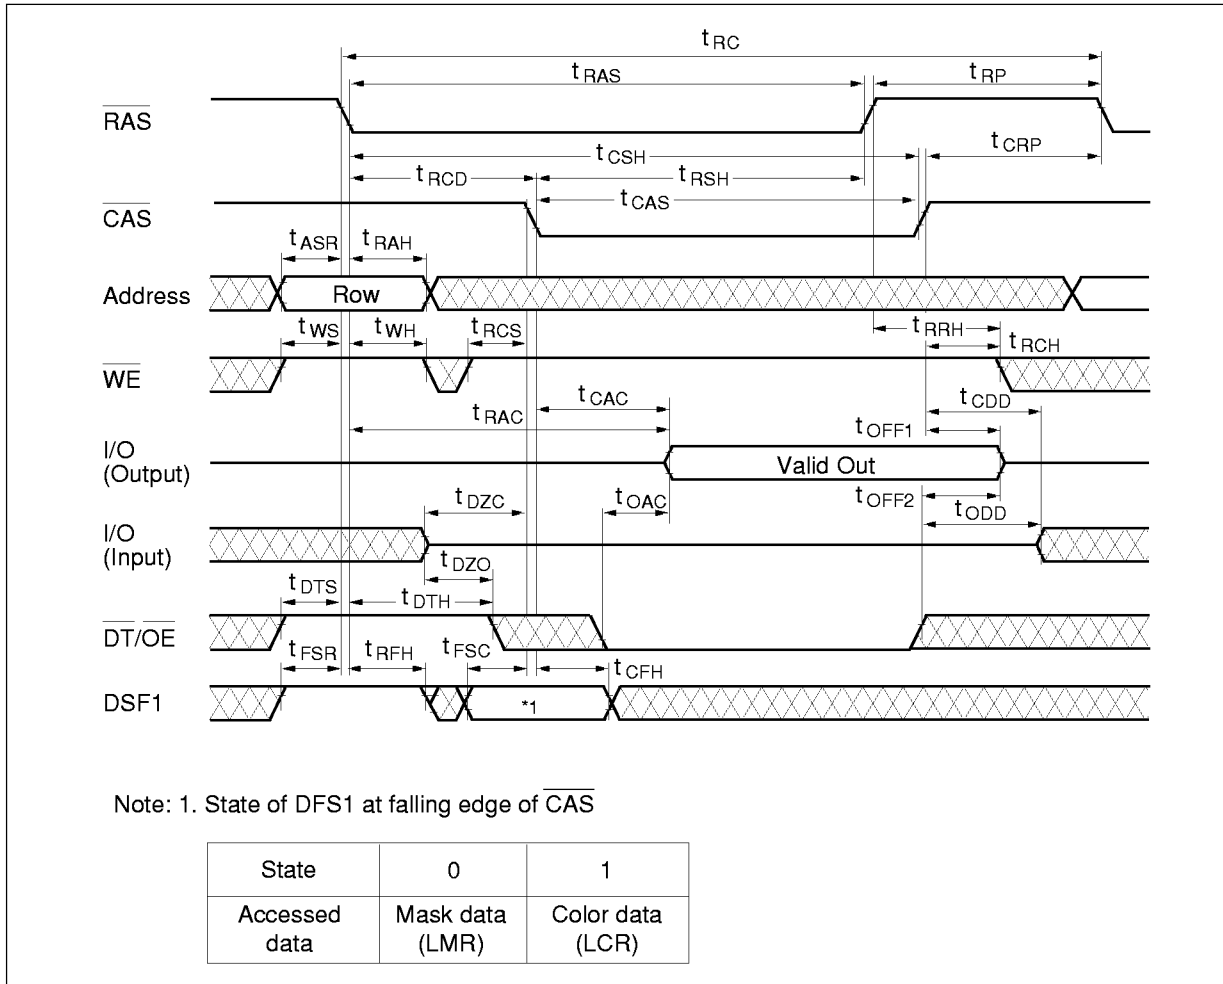 tRC
tRAS tRP
RAS
tCSH tCRP
tRCD tRSH
CAS tCAS
tASR tRAH
Address Row
tWS tWH tRCS tRRH
WE tRCH
tCAC tCDD
tRAC
tOFF1
I/O
(Output) Valid Out
tOFF2
tDZC tOAC tODD
I/O
(Input)
tDZO
tDTS tDTH
DT/OE
tFSR tRFH tFSC tCFH
DSF1 *1
Note: 1. State of DFS1 at falling edge of CAS
State 0 1
Accessed data Mask data (LMR) Color data (LCR)